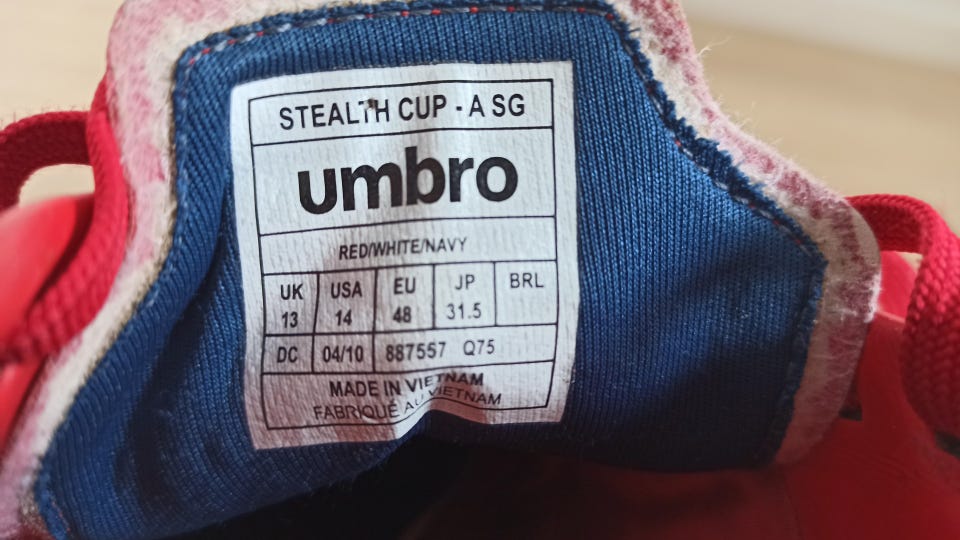 STEALTH CUP - A SG
umbro
RED/WHITE/NAVY
UK USA EU JP BRL
13 14 48 31.5
DC 04/10 887557 Q75
MADE IN VIETNAM
FABRIQUÉ AU VIETNAM